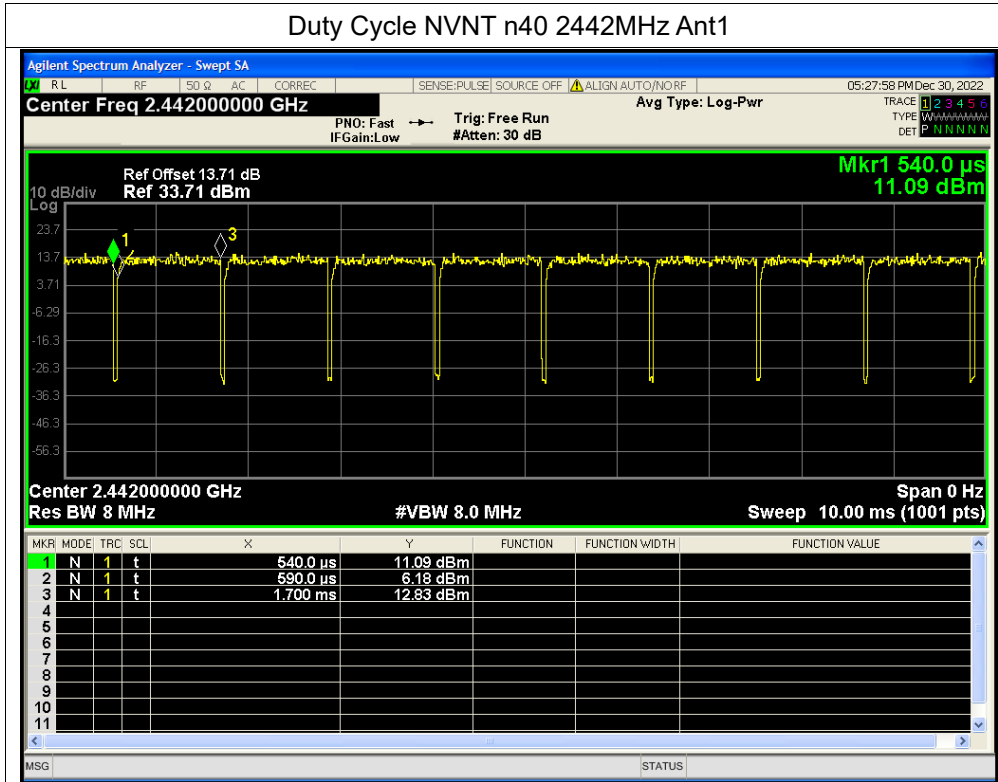 Duty Cycle NVNT n40 2442MHz Ant1
Agilent Spectrum Analyzer - Swept SA
LXI RL RF 50 Ω AC CORREC SENSE:PULSE SOURCE OFF ALIGN AUTO/NORF 05:27:58 PM Dec 30, 2022
Center Freq 2.442000000 GHz Avg Type: Log-Pwr TRACE 1 2 3 4 5 6
PNO: Fast Trig: Free Run TYPE WWWWWW
IFGain:Low #Atten: 30 dB DET P N N N N N
Mkr1 540.0 µs
11.09 dBm
Ref Offset 13.71 dB
10 dB/div Ref 33.71 dBm
Log
23.7
13.7
3.71
-6.29
-16.3
-26.3
-36.3
-46.3
-56.3
1
3
Center 2.442000000 GHz Span 0 Hz
Res BW 8 MHz #VBW 8.0 MHz Sweep 10.00 ms (1001 pts)
MKR MODE TRC SCL X Y FUNCTION FUNCTION WIDTH FUNCTION VALUE
1 N 1 t 540.0 µs 11.09 dBm
2 N 1 t 590.0 µs 6.18 dBm
3 N 1 t 1.700 ms 12.83 dBm
4
5
6
7
8
9
10
11
MSG STATUS